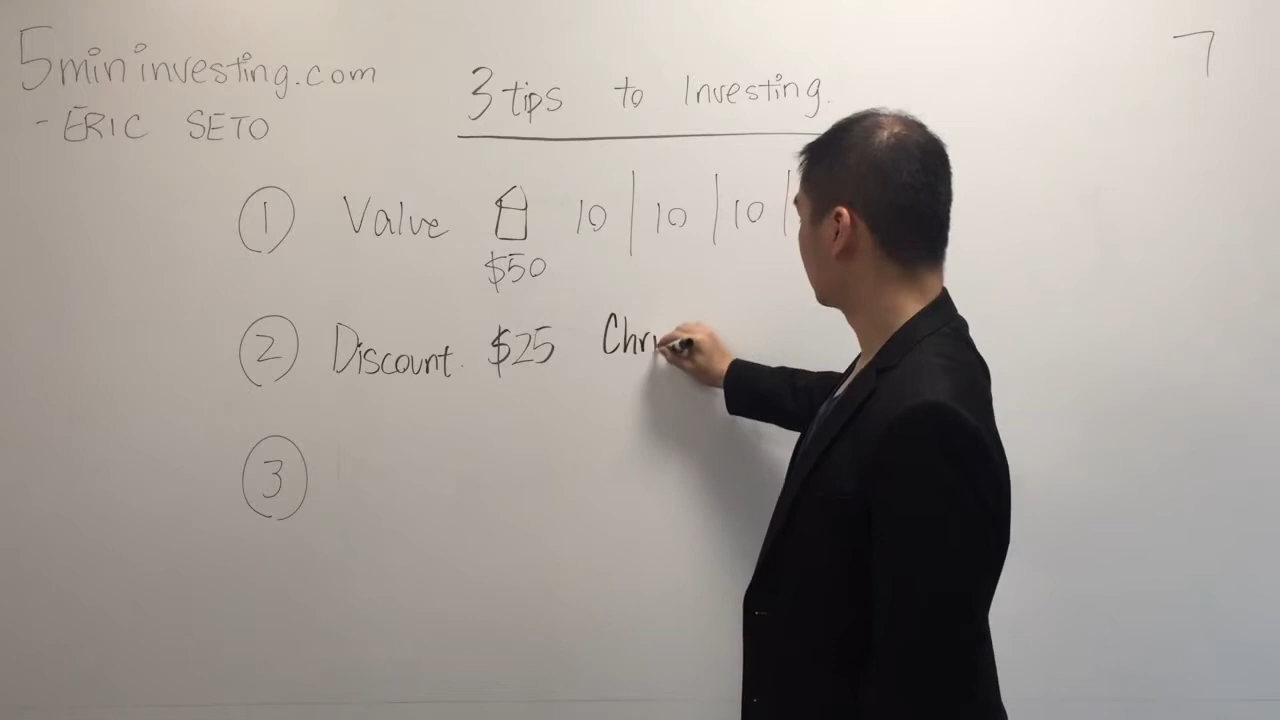 5mininvesting.com
- ERIC SETO
7
3 tips to Investing.
1 Value 10 | 10 | 10 |
$50
2 Discount. $25 Chr
3